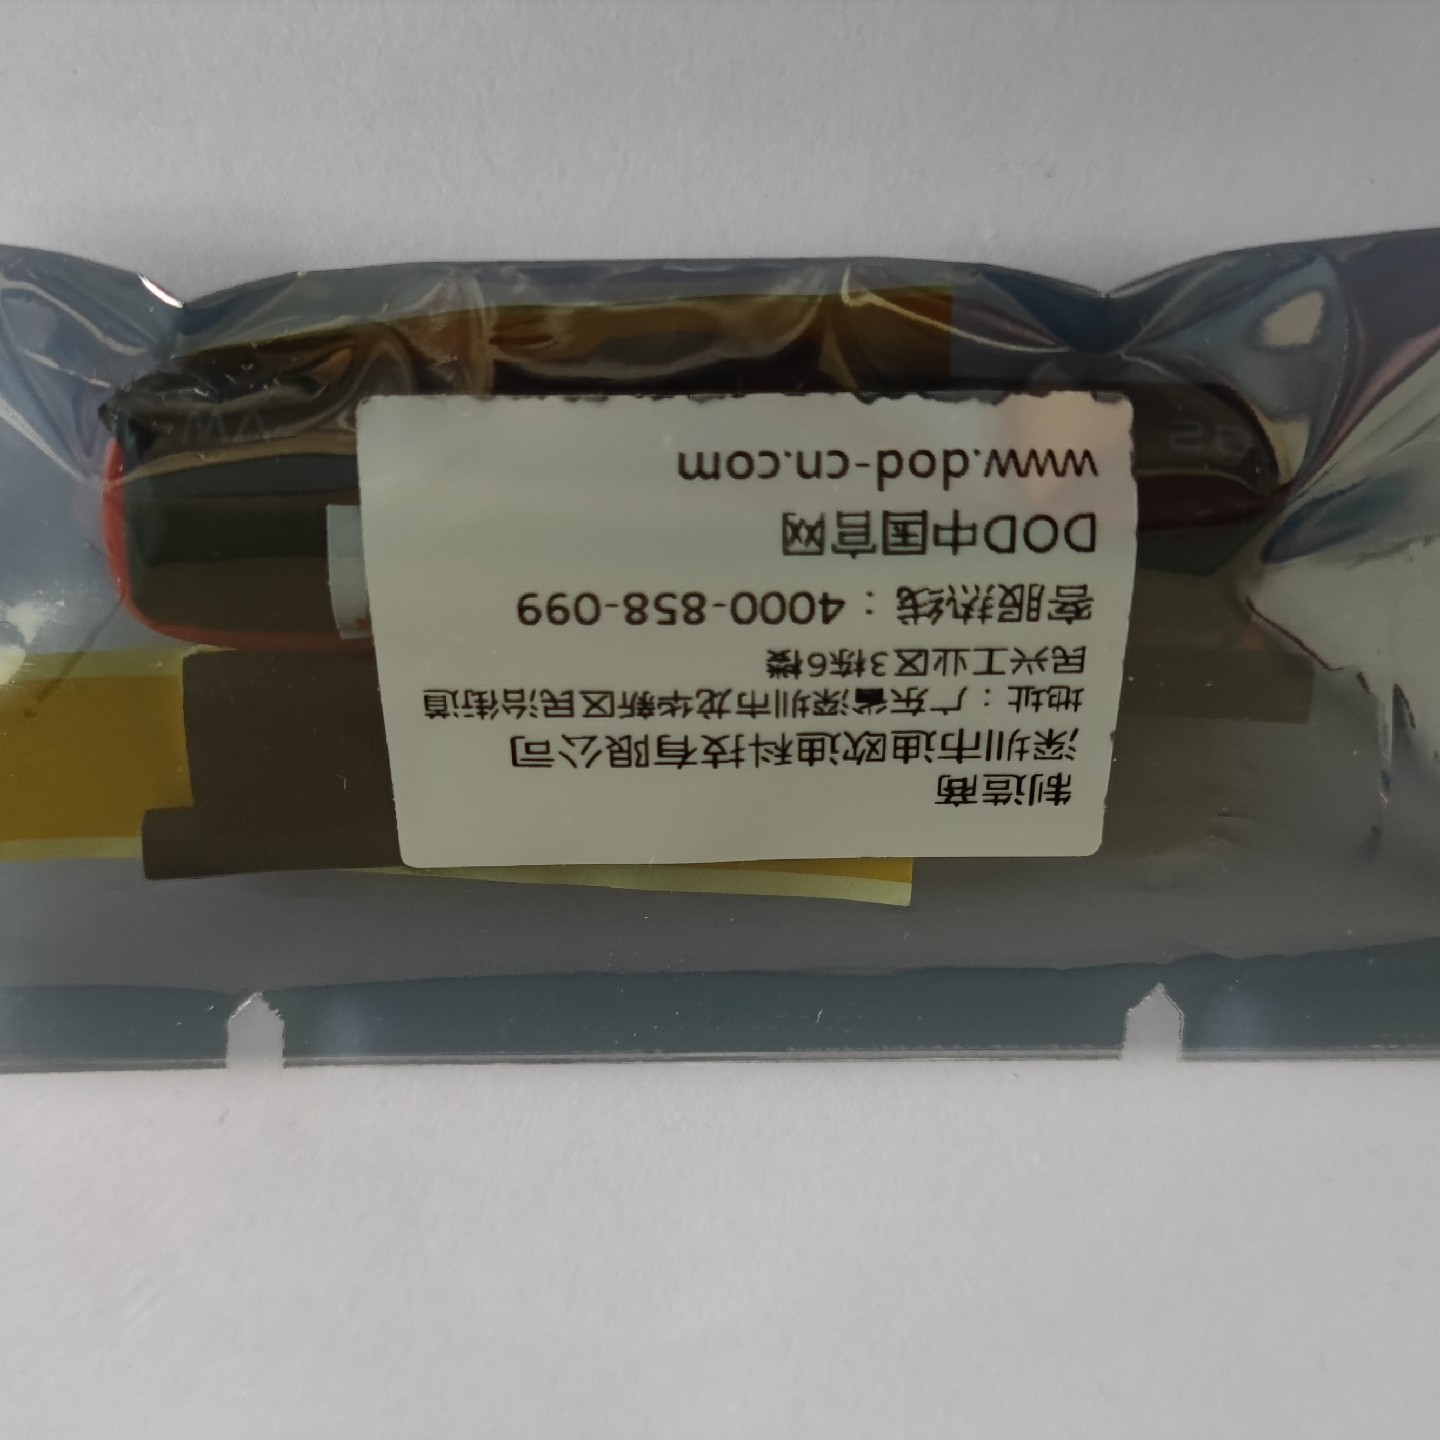 制造商
深圳市迪欧迪科技有限公司
地址：广东省深圳市龙华新区民治街道
民兴工业区3栋6楼
客服热线：4000-858-099
DOD中国官网
www.dod-cn.com